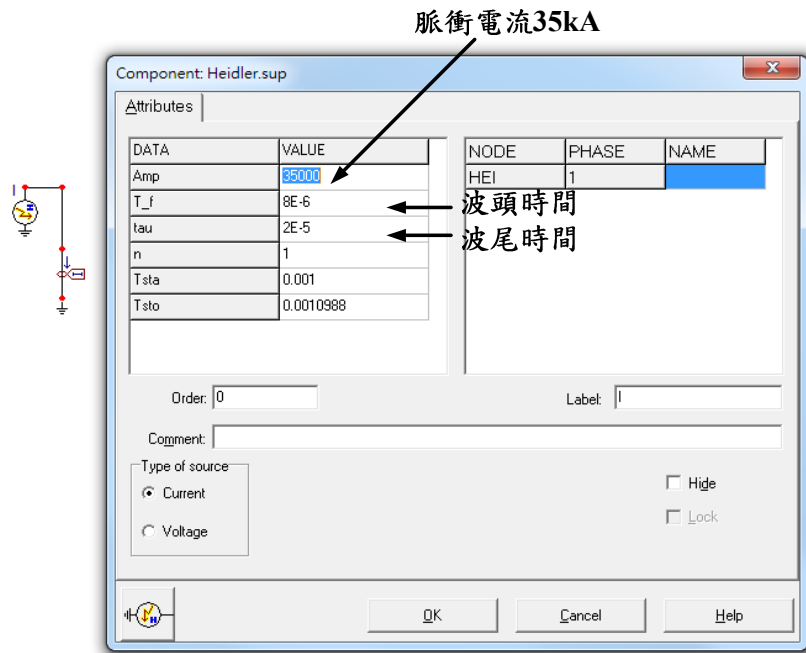 脈衝電流35kA
Component: Heidler.sup
Attributes
DATA VALUE
Amp 35000
T_f 8E-6
tau 2E-5
n 1
Tsta 0.001
Tsto 0.0010988
NODE PHASE NAME
HEI 1
波頭時間
波尾時間
I
Order: 0
Label: I
Comment:
Type of source
Current
Voltage
Hide
Lock
H
OK
Cancel
Help